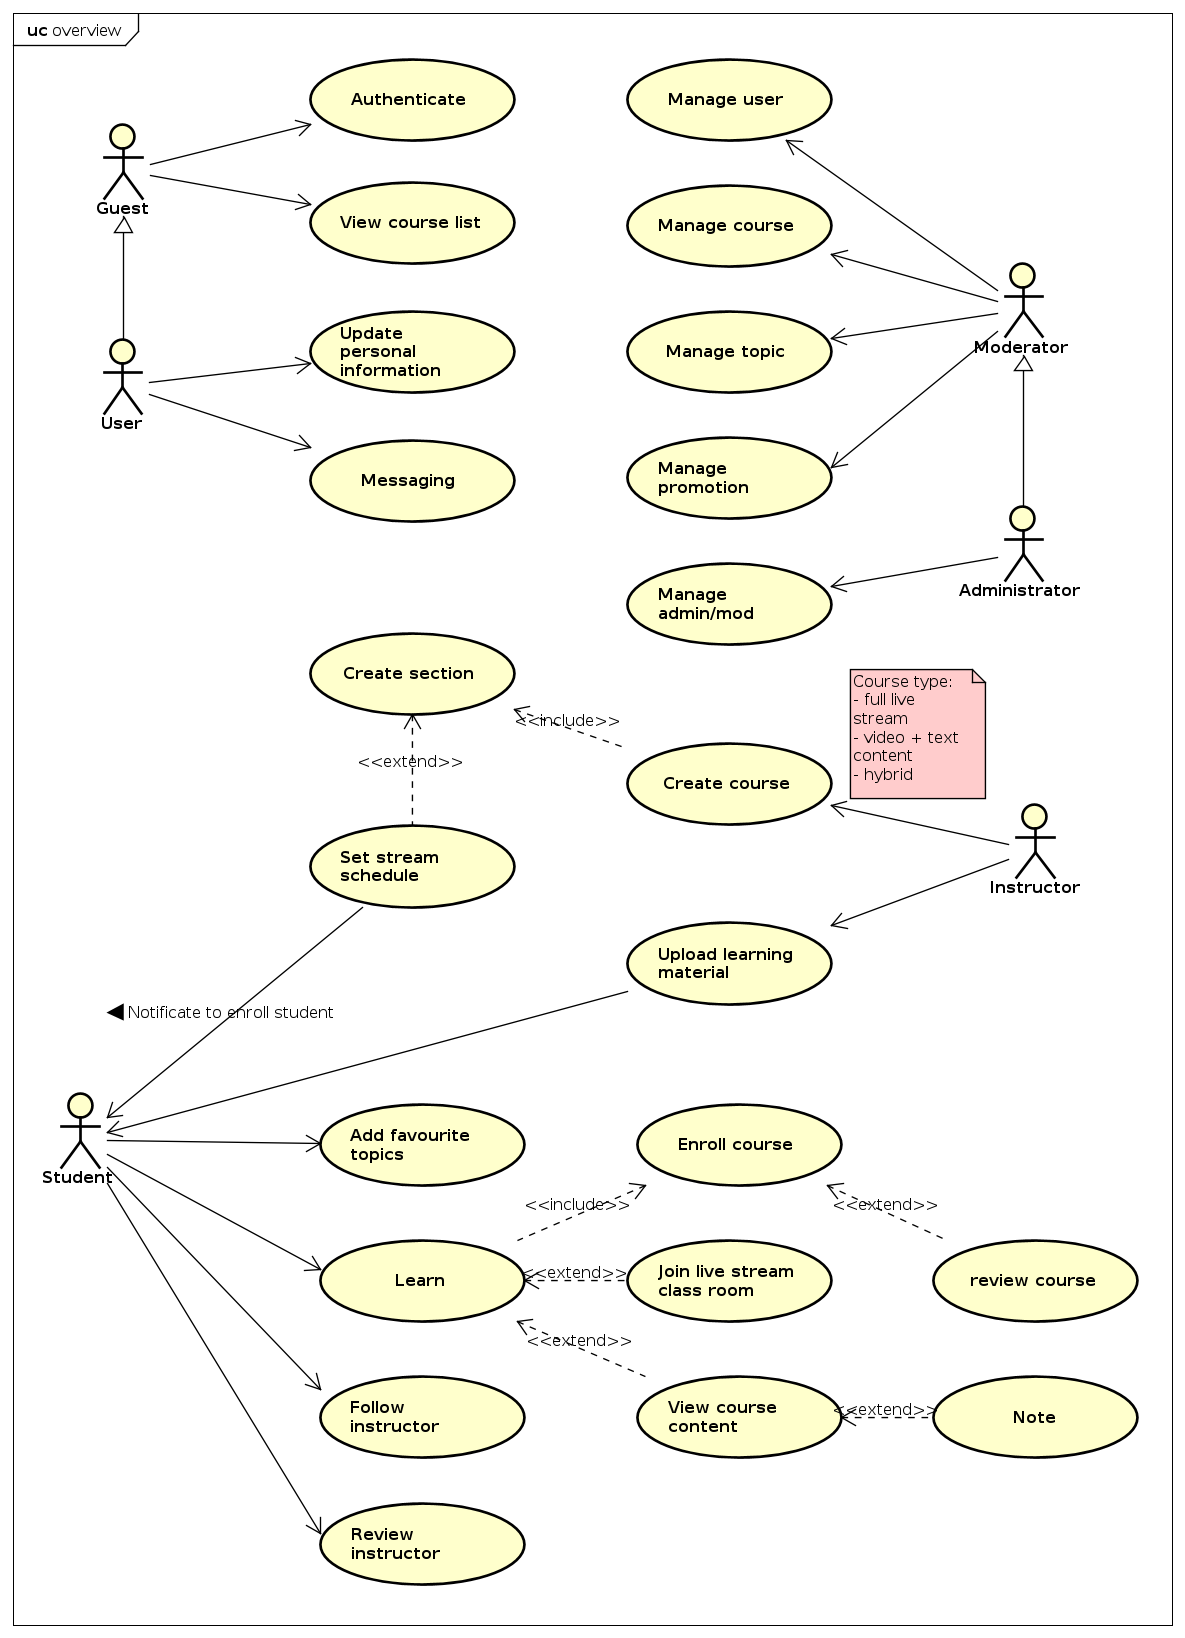 uc overview
Authenticate
Manage user
Guest
View course list
Manage course
Update
personal
information
Manage topic
Moderator
User
Messaging
Manage
promotion
Manage
admin/mod
Administrator
Create section
<<include>>
Course type:
- full live
stream
- video + text
content
- hybrid
<<extend>>
Create course
Set stream
schedule
Instructor
Upload learning
material
◀ Notificate to enroll student
Student
Add favourite
topics
Enroll course
<<include>>
<<extend>>
Learn
<<extend>>
Join live stream
class room
review course
<<extend>>
Follow
instructor
View course
content
<<extend>>
Note
Review
instructor